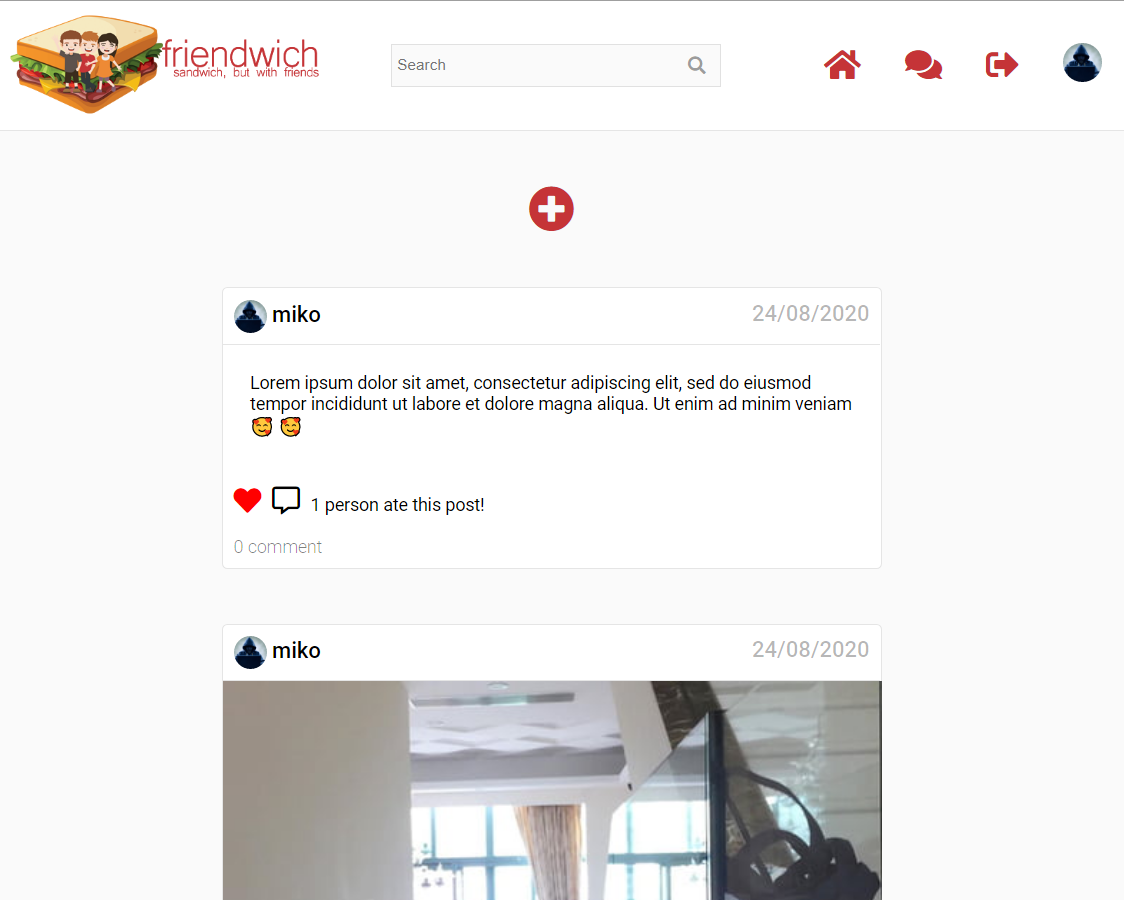 friendwich
sandwich, but with friends
Search
miko
24/08/2020
Lorem ipsum dolor sit amet, consectetur adipiscing elit, sed do eiusmod
tempor incididunt ut labore et dolore magna aliqua. Ut enim ad minim veniam
🥰 🥰
1 person ate this post!
0 comment
miko
24/08/2020